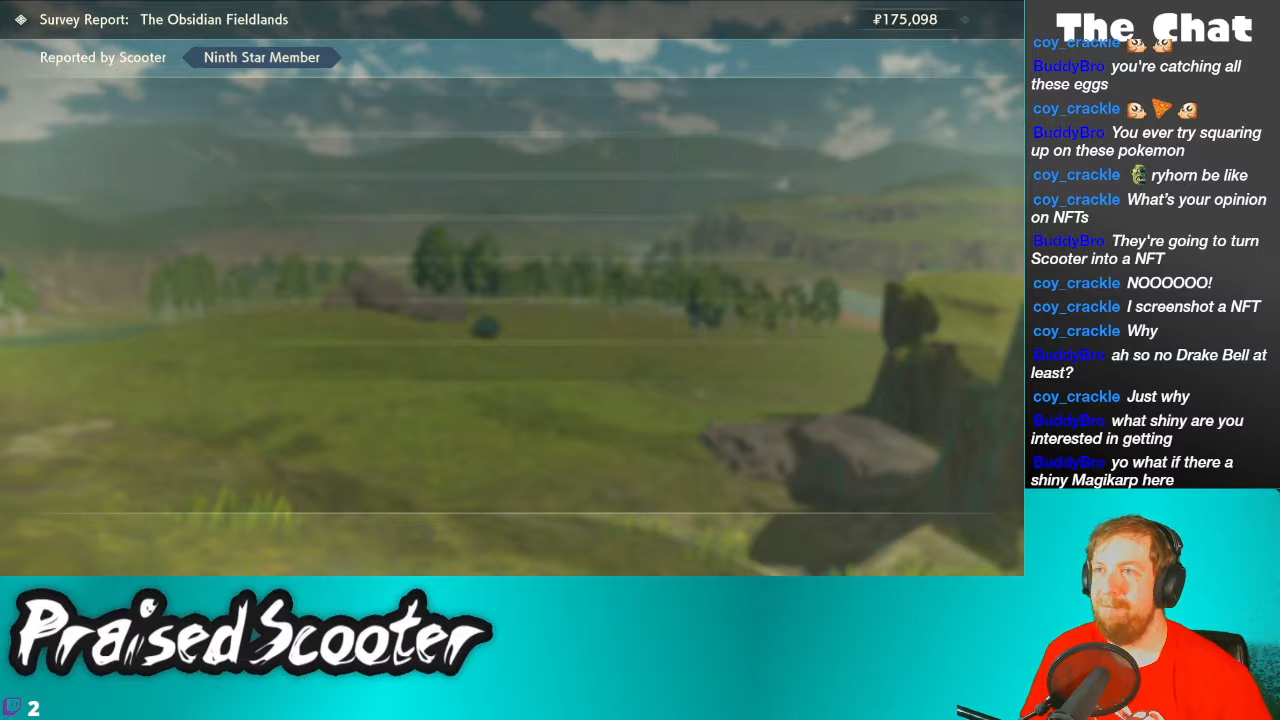 Survey Report: The Obsidian Fieldlands
₽175,098
Reported by Scooter
Ninth Star Member
The Chat
coy_crackle
BuddyBro you're catching all
these eggs
coy_crackle
BuddyBro You ever try squaring
up on these pokemon
coy_crackle ryhorn be like
coy_crackle What's your opinion
on NFTs
BuddyBro They're going to turn
Scooter into a NFT
coy_crackle NOOOOOO!
coy_crackle I screenshot a NFT
coy_crackle Why
BuddyBro ah so no Drake Bell at
least?
coy_crackle Just why
BuddyBro what shiny are you
interested in getting
BuddyBro yo what if there a
shiny Magikarp here
PraisedScooter
2